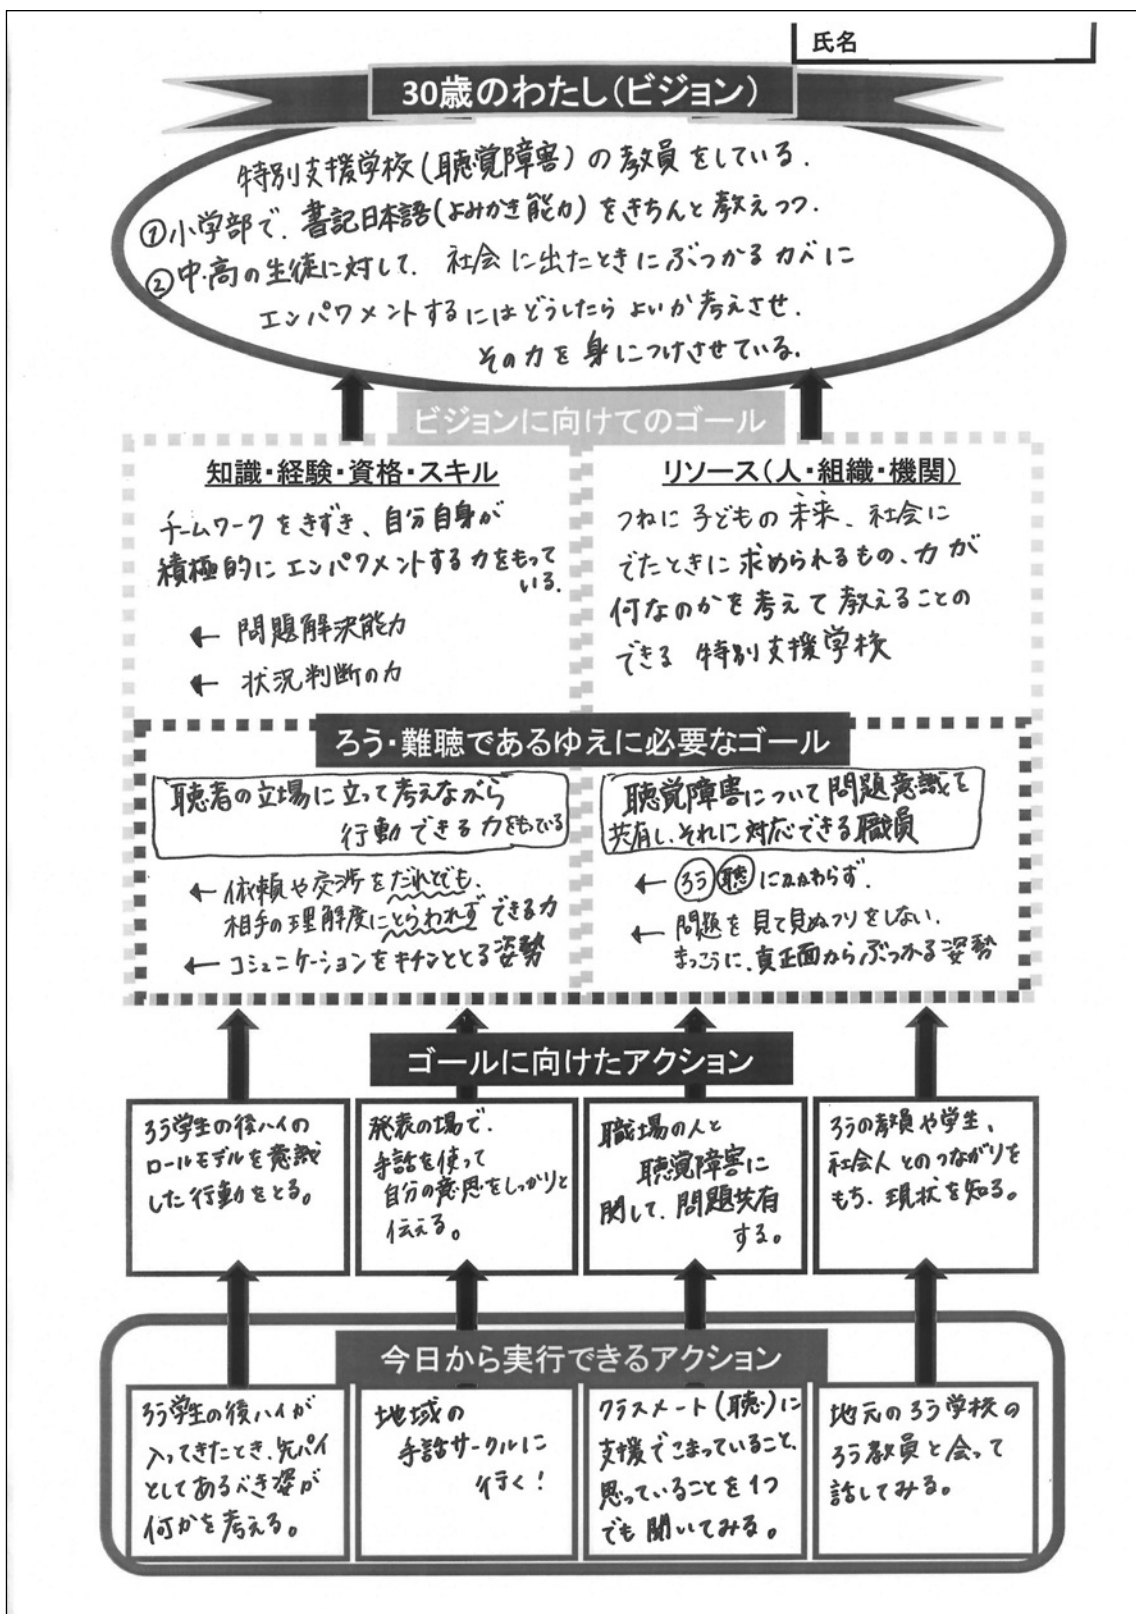 氏名
30歳のわたし(ビジョン)
特別支援学校(聴覚障害)の教員をしている.
①小学部で、書記日本語(よみかき能力)をきちんと教えつつ.
②中・高の生徒に対して、社会に出たときにぶつかるカベに
エンパワメントするにはどうしたらよいか考えさせ.
その力を身につけさせている.
ビジョンに向けてのゴール
知識・経験・資格・スキル
チームワークをきずき、自分自身が
積極的にエンパワメントする力をもって
いる.
← 問題解決能力
← 状況判断の力
リソース(人・組織・機関)
つねに子どもの未来、社会に
でたときに求められるもの、力が
何なのかを考えて教えることの
できる 特別支援学校
ろう・難聴であるゆえに必要なゴール
聴者の立場に立って考えながら
行動できる力をもっている
← 依頼や交渉をだれとでも、
相手の理解度にとらわれずできる力
← コミュニケーションをキチンととる姿勢
聴覚障害について問題意識を
共有し、それに対応できる職員
← ろう 聴 にかかわらず.
← 問題を見て見ぬフリをしない.
まっこうに、真正面からぶつかる姿勢
ゴールに向けたアクション
ろう学生の後ハイの
ロールモデルを意識
した行動をとる。
発表の場で、
手話を使って
自分の意思をしっかりと
伝える。
職場の人と
聴覚障害に
関して、問題共有
する。
ろうの教員や学生、
社会人とのつながりを
もち、現状を知る。
今日から実行できるアクション
ろう学生の後ハイが
入ってきたとき、先パイ
としてあるべき姿が
何かを考える。
地域の
手話サークルに
行く!
クラスメート(聴)に
支援でこまっていること、
思っていることを1つ
でも聞いてみる。
地元のろう学校の
ろう教員と会って
話してみる。